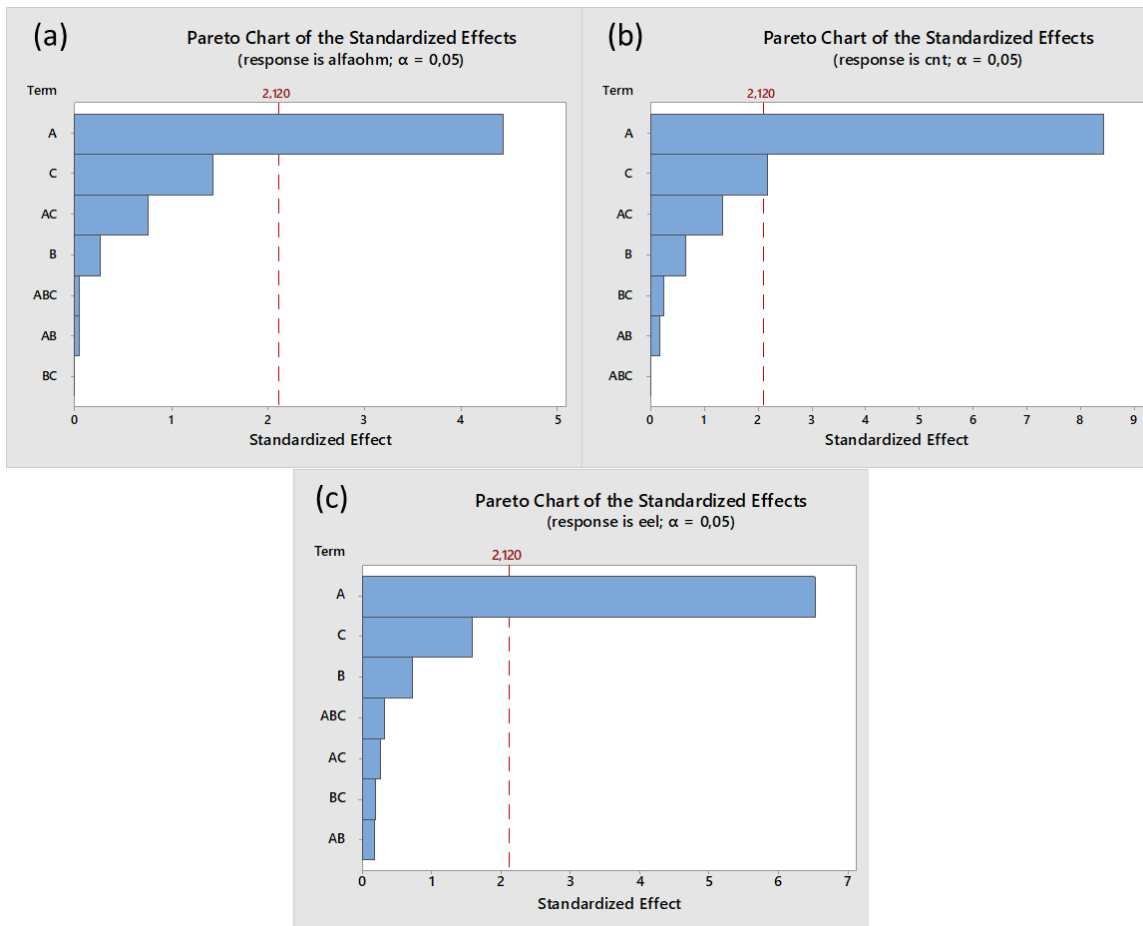 (a)
Pareto Chart of the Standardized Effects
(response is alfaohm; α = 0,05)
Term
2,120
A
C
AC
B
ABC
AB
BC
0 1 2 3 4 5
Standardized Effect
(b)
Pareto Chart of the Standardized Effects
(response is cnt; α = 0,05)
Term
2,120
A
C
AC
B
BC
AB
ABC
0 1 2 3 4 5 6 7 8 9
Standardized Effect
(c)
Pareto Chart of the Standardized Effects
(response is eel; α = 0,05)
Term
2,120
A
C
B
ABC
AC
BC
AB
0 1 2 3 4 5 6 7
Standardized Effect